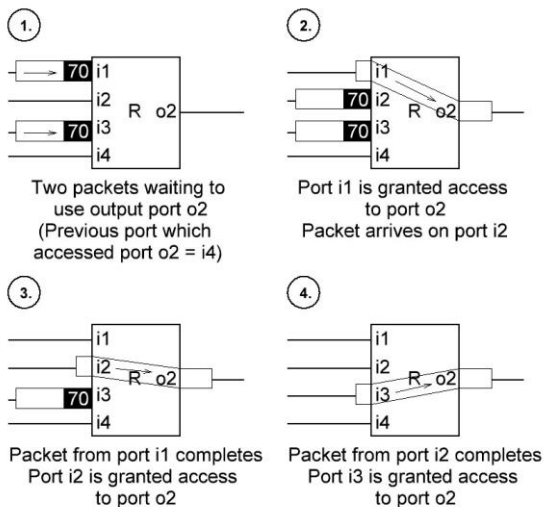 1.
70 i1
i2
70 i3
i4
R o2
Two packets waiting to
use output port o2
(Previous port which
accessed port o2 = i4)
2.
i1
70 i2
70 i3
i4
R o2
Port i1 is granted access
to port o2
Packet arrives on port i2
3.
i1
i2
70 i3
i4
R o2
Packet from port i1 completes
Port i2 is granted access
to port o2
4.
i1
i2
i3
i4
R o2
Packet from port i2 completes
Port i3 is granted access
to port o2